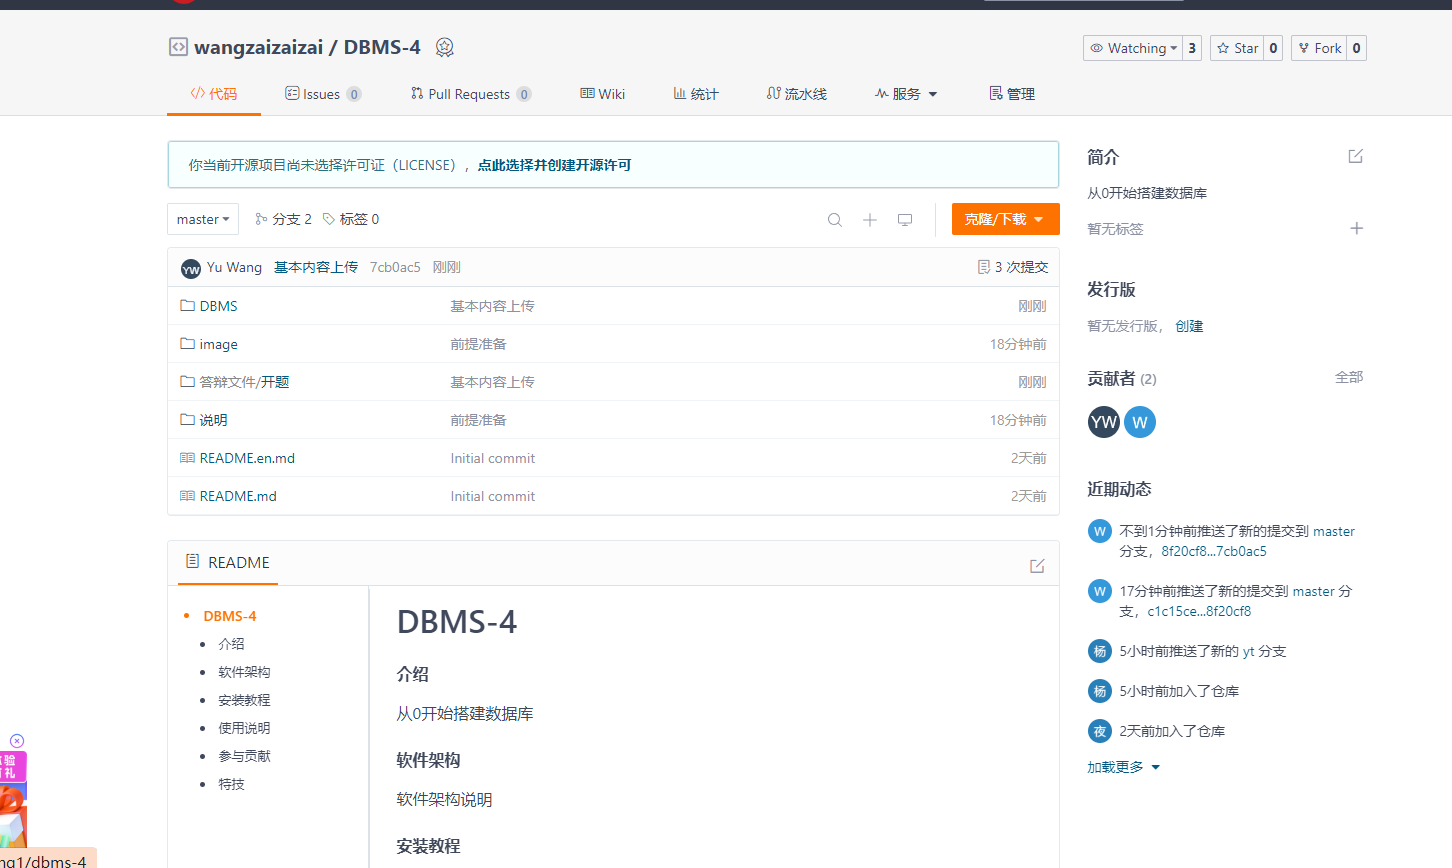 wangzaizaizai / DBMS-4
Watching 3 Star 0 Fork 0
代码 Issues 0 Pull Requests 0 Wiki 统计 流水线 服务 管理
你当前开源项目尚未选择许可证（LICENSE），点此选择并创建开源许可
master 分支 2 标签 0 克隆/下载
YW Yu Wang 基本内容上传 7cb0ac5 刚刚 3 次提交
DBMS 基本内容上传 刚刚
image 前提准备 18分钟前
答辩文件/开题 基本内容上传 刚刚
说明 前提准备 18分钟前
README.en.md Initial commit 2天前
README.md Initial commit 2天前
README
DBMS-4
介绍
软件架构
安装教程
使用说明
参与贡献
特技
DBMS-4
介绍
从0开始搭建数据库
软件架构
软件架构说明
安装教程
简介
从0开始搭建数据库
暂无标签
发行版
暂无发行版，创建
贡献者 (2) 全部
YW W
近期动态
W 不到1分钟前推送了新的提交到 master
分支，8f20cf8...7cb0ac5
W 17分钟前推送了新的提交到 master 分
支，c1c15ce...8f20cf8
杨 5小时前推送了新的 yt 分支
杨 5小时前加入了仓库
夜 2天前加入了仓库
加载更多
验
礼
/dbms-4